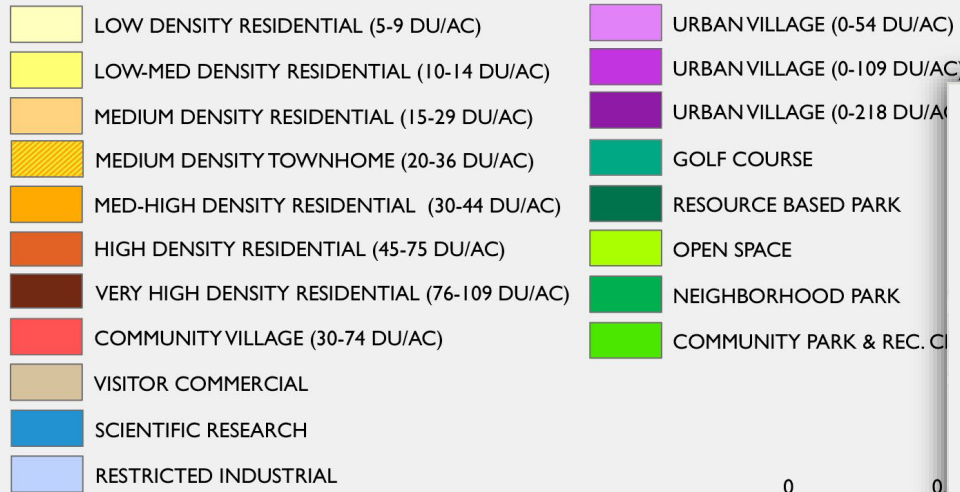 LOW DENSITY RESIDENTIAL (5-9 DU/AC)
LOW-MED DENSITY RESIDENTIAL (10-14 DU/AC)
MEDIUM DENSITY RESIDENTIAL (15-29 DU/AC)
MEDIUM DENSITY TOWNHOME (20-36 DU/AC)
MED-HIGH DENSITY RESIDENTIAL (30-44 DU/AC)
HIGH DENSITY RESIDENTIAL (45-75 DU/AC)
VERY HIGH DENSITY RESIDENTIAL (76-109 DU/AC)
COMMUNITY VILLAGE (30-74 DU/AC)
VISITOR COMMERCIAL
SCIENTIFIC RESEARCH
RESTRICTED INDUSTRIAL
URBAN VILLAGE (0-54 DU/AC)
URBAN VILLAGE (0-109 DU/AC)
URBAN VILLAGE (0-218 DU/A
GOLF COURSE
RESOURCE BASED PARK
OPEN SPACE
NEIGHBORHOOD PARK
COMMUNITY PARK & REC.
0 0